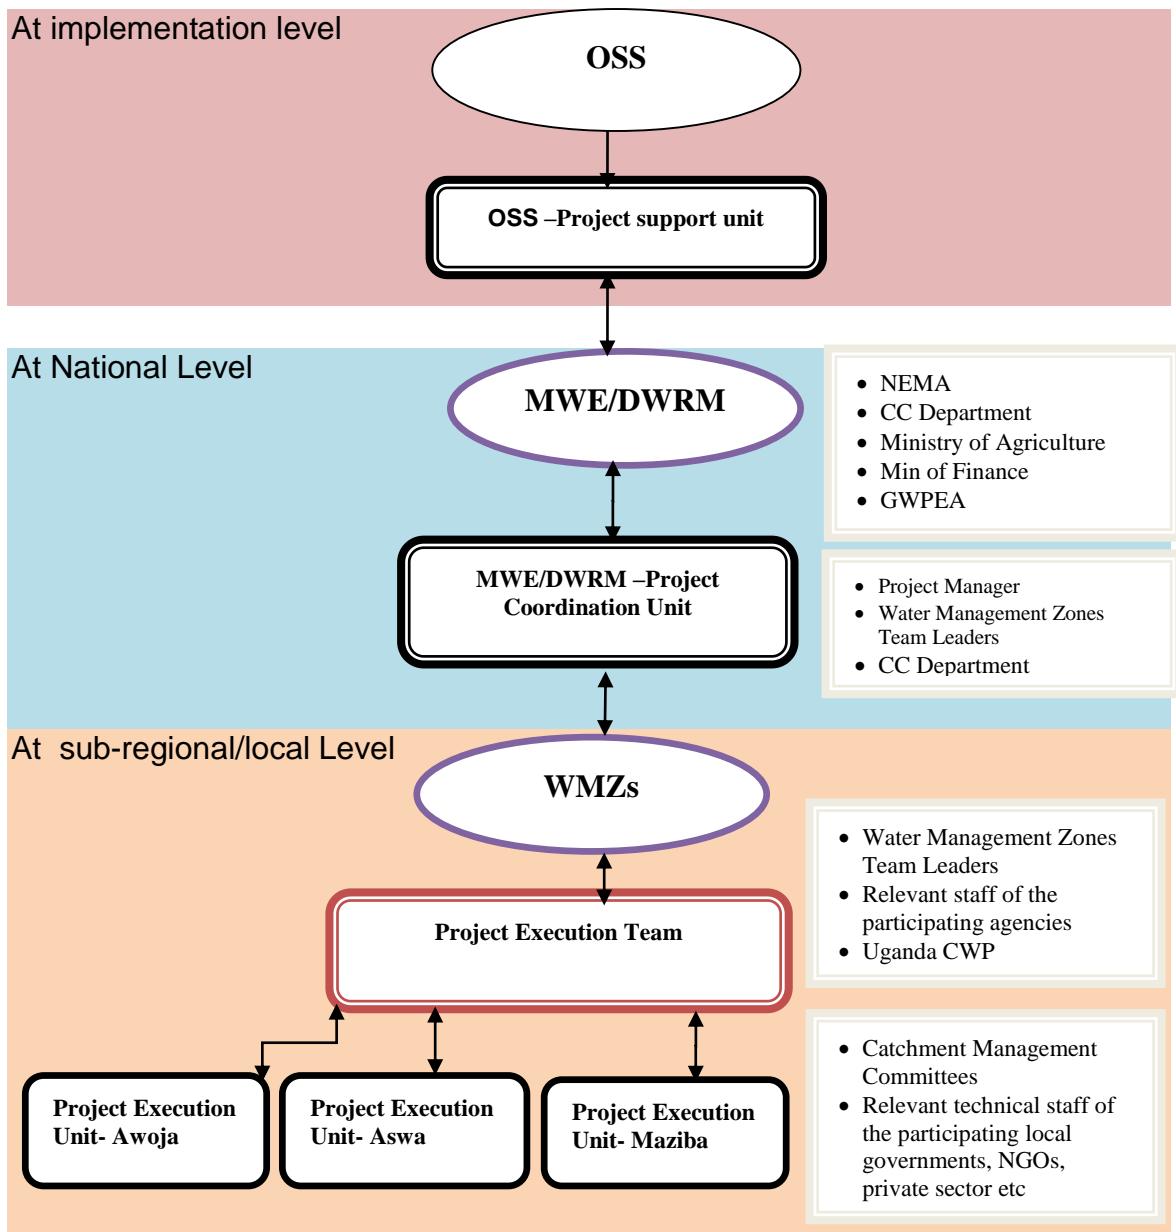 At implementation level
OSS
OSS –Project support unit
At National Level
MWE/DWRM
• NEMA
• CC Department
• Ministry of Agriculture
• Min of Finance
• GWPEA
MWE/DWRM –Project
Coordination Unit
• Project Manager
• Water Management Zones
Team Leaders
• CC Department
At sub-regional/local Level
WMZs
• Water Management Zones
Team Leaders
• Relevant staff of the
participating agencies
• Uganda CWP
Project Execution Team
Project Execution
Unit- Awoja
Project Execution
Unit- Aswa
Project Execution
Unit- Maziba
• Catchment Management
Committees
• Relevant technical staff of
the participating local
governments, NGOs,
private sector etc